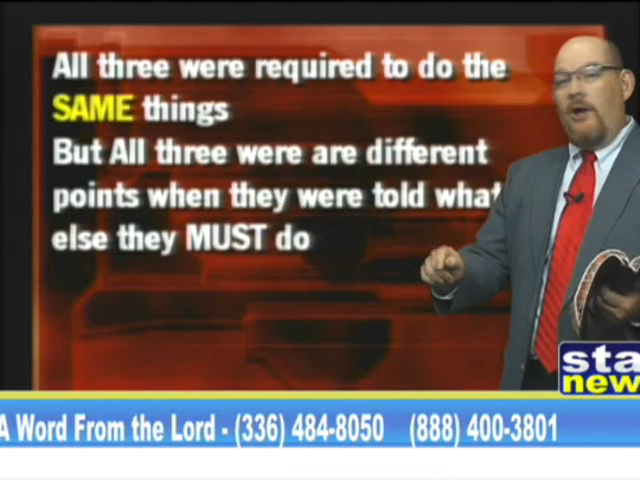 All three were required to do the
SAME things
But All three were are different
points when they were told what
else they MUST do
sta
new
A Word From the Lord - (336) 484-8050 (888) 400-3801